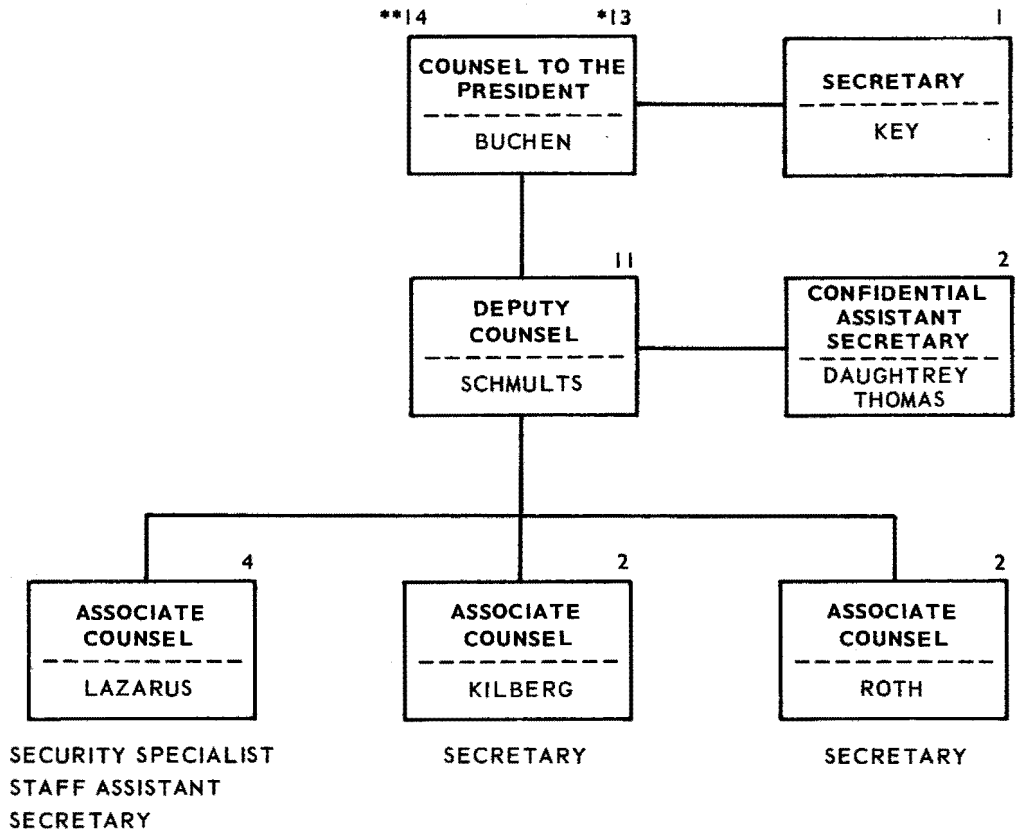 **14 *13
COUNSEL TO THE
PRESIDENT
BUCHEN
1
SECRETARY
KEY
11
DEPUTY
COUNSEL
SCHMULTS
2
CONFIDENTIAL
ASSISTANT
SECRETARY
DAUGHTREY
THOMAS
4
ASSOCIATE
COUNSEL
LAZARUS
SECURITY SPECIALIST
STAFF ASSISTANT
SECRETARY
2
ASSOCIATE
COUNSEL
KILBERG
SECRETARY
2
ASSOCIATE
COUNSEL
ROTH
SECRETARY